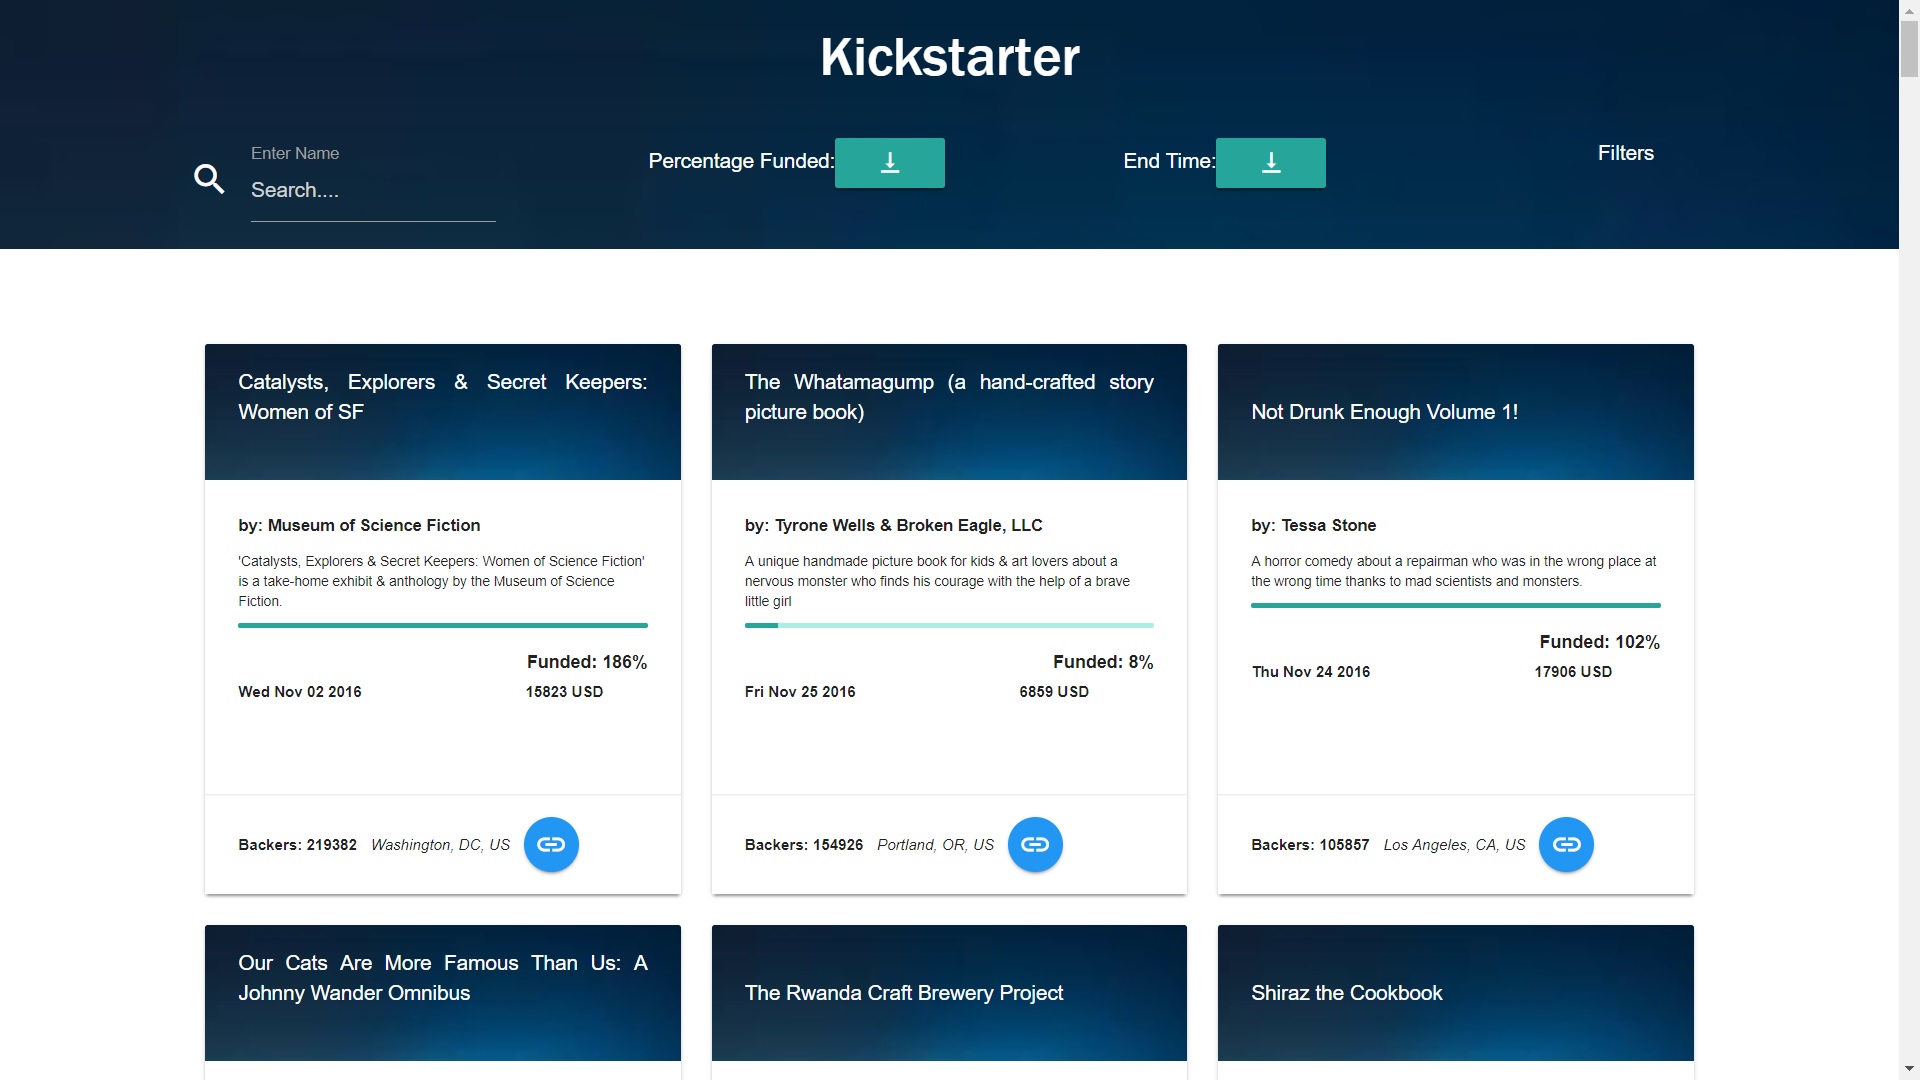 Kickstarter
Enter Name
Search....
Percentage Funded:
End Time:
Filters
Catalysts, Explorers & Secret Keepers:
Women of SF
by: Museum of Science Fiction
'Catalysts, Explorers & Secret Keepers: Women of Science Fiction'
is a take-home exhibit & anthology by the Museum of Science
Fiction.
Funded: 186%
Wed Nov 02 2016 15823 USD
Backers: 219382 Washington, DC, US
The Whatamagump (a hand-crafted story
picture book)
by: Tyrone Wells & Broken Eagle, LLC
A unique handmade picture book for kids & art lovers about a
nervous monster who finds his courage with the help of a brave
little girl
Funded: 8%
Fri Nov 25 2016 6859 USD
Backers: 154926 Portland, OR, US
Not Drunk Enough Volume 1!
by: Tessa Stone
A horror comedy about a repairman who was in the wrong place at
the wrong time thanks to mad scientists and monsters.
Funded: 102%
Thu Nov 24 2016 17906 USD
Backers: 105857 Los Angeles, CA, US
Our Cats Are More Famous Than Us: A
Johnny Wander Omnibus
The Rwanda Craft Brewery Project
Shiraz the Cookbook